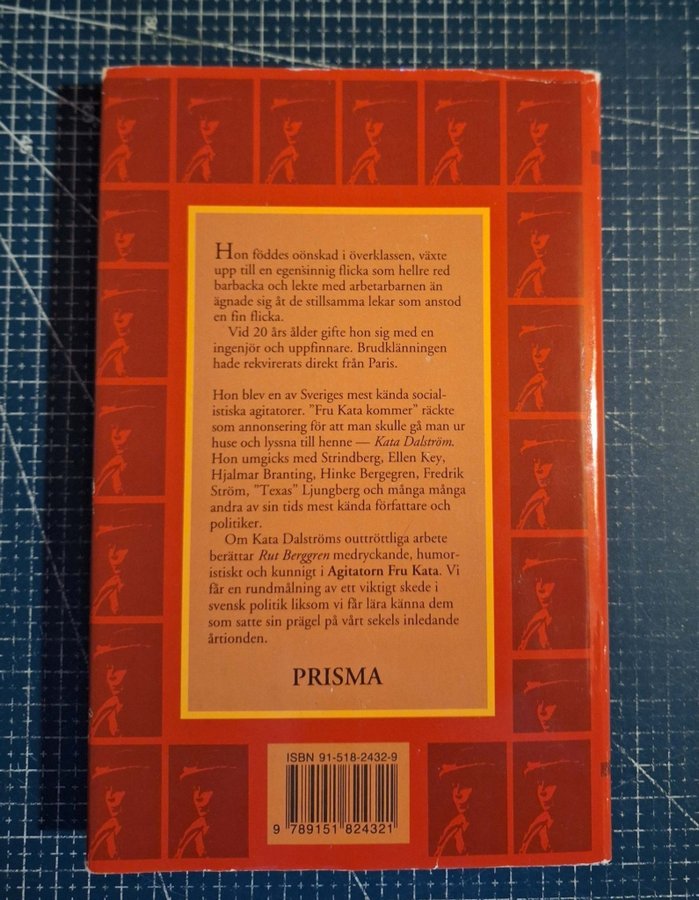 Hon föddes oönskad i överklassen, växte
upp till en egensinnig flicka som hellre red
barbacka och lekte med arbetarbarnen än
ägnade sig åt de stillsamma lekar som anstod
en fin flicka.
Vid 20 års ålder gifte hon sig med en
ingenjör och uppfinnare. Brudklänningen
hade rekvirerats direkt från Paris.
Hon blev en av Sveriges mest kända social-
istiska agitatorer. ”Fru Kata kommer” räckte
som annonsering för att man skulle gå man ur
huse och lyssna till henne — Kata Dalström.
Hon umgicks med Strindberg, Ellen Key,
Hjalmar Branting, Hinke Bergegren, Fredrik
Ström, ”Texas” Ljungberg och många många
andra av sin tids mest kända författare och
politiker.
Om Kata Dalströms outtröttliga arbete
berättar Rut Berggren medryckande, humor-
istiskt och kunnigt i Agitatorn Fru Kata. Vi
får en rundmålning av ett viktigt skede i
svensk politik liksom vi får lära känna dem
som satte sin prägel på vårt sekels inledande
årtionden.
PRISMA
ISBN 91-518-2432-9
9 789151 824321